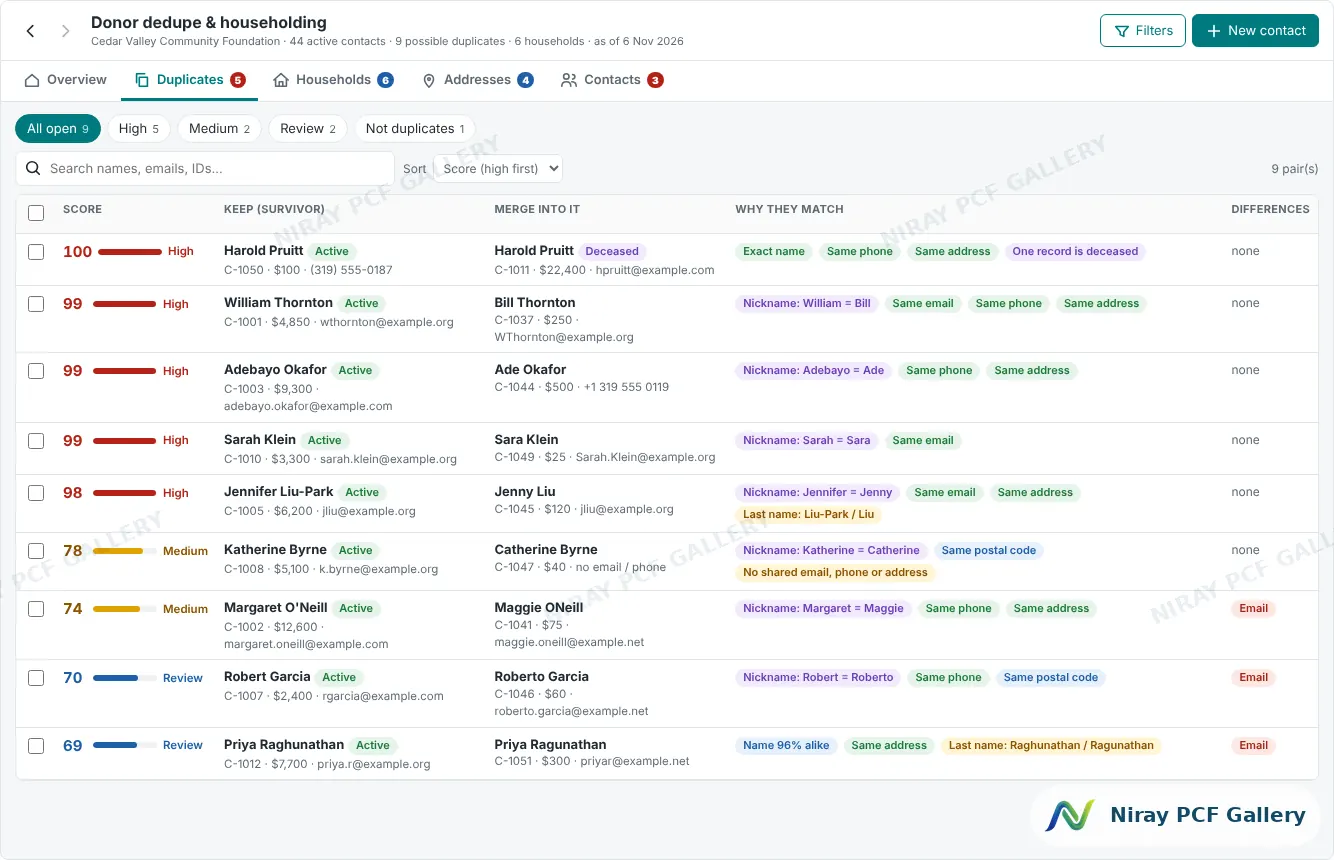 Donor dedupe & householding
Cedar Valley Community Foundation · 44 active contacts · 9 possible duplicates · 6 households · as of 6 Nov 2026
Filters
New contact
Overview
Duplicates 5
Households 6
Addresses 4
Contacts 3
All open 9
High 5
Medium 2
Review 2
Not duplicates 1
Search names, emails, IDs...
Sort
Score (high first)
9 pair(s)
SCORE
KEEP (SURVIVOR)
MERGE INTO IT
WHY THEY MATCH
DIFFERENCES
100 High
Harold Pruitt Active
C-1050 · $100 · (319) 555-0187
Harold Pruitt Deceased
C-1011 · $22,400 · hpruitt@example.com
Exact name Same phone Same address One record is deceased
none
99 High
William Thornton Active
C-1001 · $4,850 · wthornton@example.org
Bill Thornton
C-1037 · $250 ·
WThornton@example.org
Nickname: William = Bill Same email Same phone Same address
none
99 High
Adebayo Okafor Active
C-1003 · $9,300 ·
adebayo.okafor@example.com
Ade Okafor
C-1044 · $500 · +1 319 555 0119
Nickname: Adebayo = Ade Same phone Same address
none
99 High
Sarah Klein Active
C-1010 · $3,300 · sarah.klein@example.org
Sara Klein
C-1049 · $25 · Sarah.Klein@example.org
Nickname: Sarah = Sara Same email
none
98 High
Jennifer Liu-Park Active
C-1005 · $6,200 · jliu@example.org
Jenny Liu
C-1045 · $120 · jliu@example.org
Nickname: Jennifer = Jenny Same email Same address
Last name: Liu-Park / Liu
none
78 Medium
Katherine Byrne Active
C-1008 · $5,100 · k.byrne@example.org
Catherine Byrne
C-1047 · $40 · no email / phone
Nickname: Katherine = Catherine Same postal code
No shared email, phone or address
none
74 Medium
Margaret O'Neill Active
C-1002 · $12,600 ·
margaret.oneill@example.com
Maggie ONeill
C-1041 · $75 ·
maggie.oneill@example.net
Nickname: Margaret = Maggie Same phone Same address
Email
70 Review
Robert Garcia Active
C-1007 · $2,400 · rgarcia@example.com
Roberto Garcia
C-1046 · $60 ·
roberto.garcia@example.net
Nickname: Robert = Roberto Same phone Same postal code
Email
69 Review
Priya Raghunathan Active
C-1012 · $7,700 · priya.r@example.org
Priya Ragunathan
C-1051 · $300 · priyar@example.net
Name 96% alike Same address Last name: Raghunathan / Ragunathan
Email
NIRAY PCF GALLERY
NIRAY PCF GALLERY
PCF GALLERY
NIRAY PCF GALLERY
NIRAY PCF GALL
Niray PCF Gallery